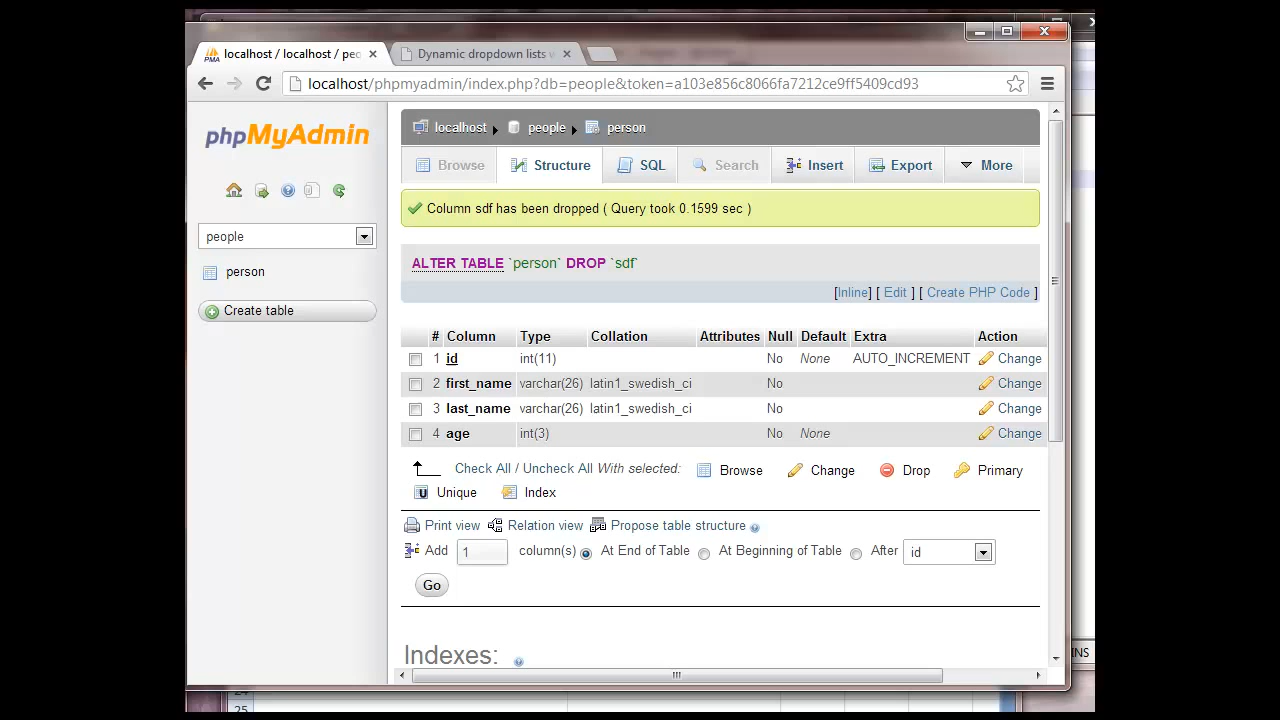 localhost / localhost / peo
Dynamic dropdown lists w
localhost/phpmyadmin/index.php?db=people&token=a103e856c8066fa7212ce9ff5409cd93
phpMyAdmin
localhost people person
Browse Structure SQL Search Insert Export More
Column sdf has been dropped ( Query took 0.1599 sec )
people
person
Create table
ALTER TABLE `person` DROP `sdf`
[Inline] [ Edit ] [ Create PHP Code ]
# Column Type Collation Attributes Null Default Extra Action
1 id int(11) No None AUTO_INCREMENT Change
2 first_name varchar(26) latin1_swedish_ci No Change
3 last_name varchar(26) latin1_swedish_ci No Change
4 age int(3) No None Change
Check All / Uncheck All With selected: Browse Change Drop Primary
U Unique Index
Print view Relation view Propose table structure
Add 1 column(s) At End of Table At Beginning of Table After id
Go
Indexes:
NS
25